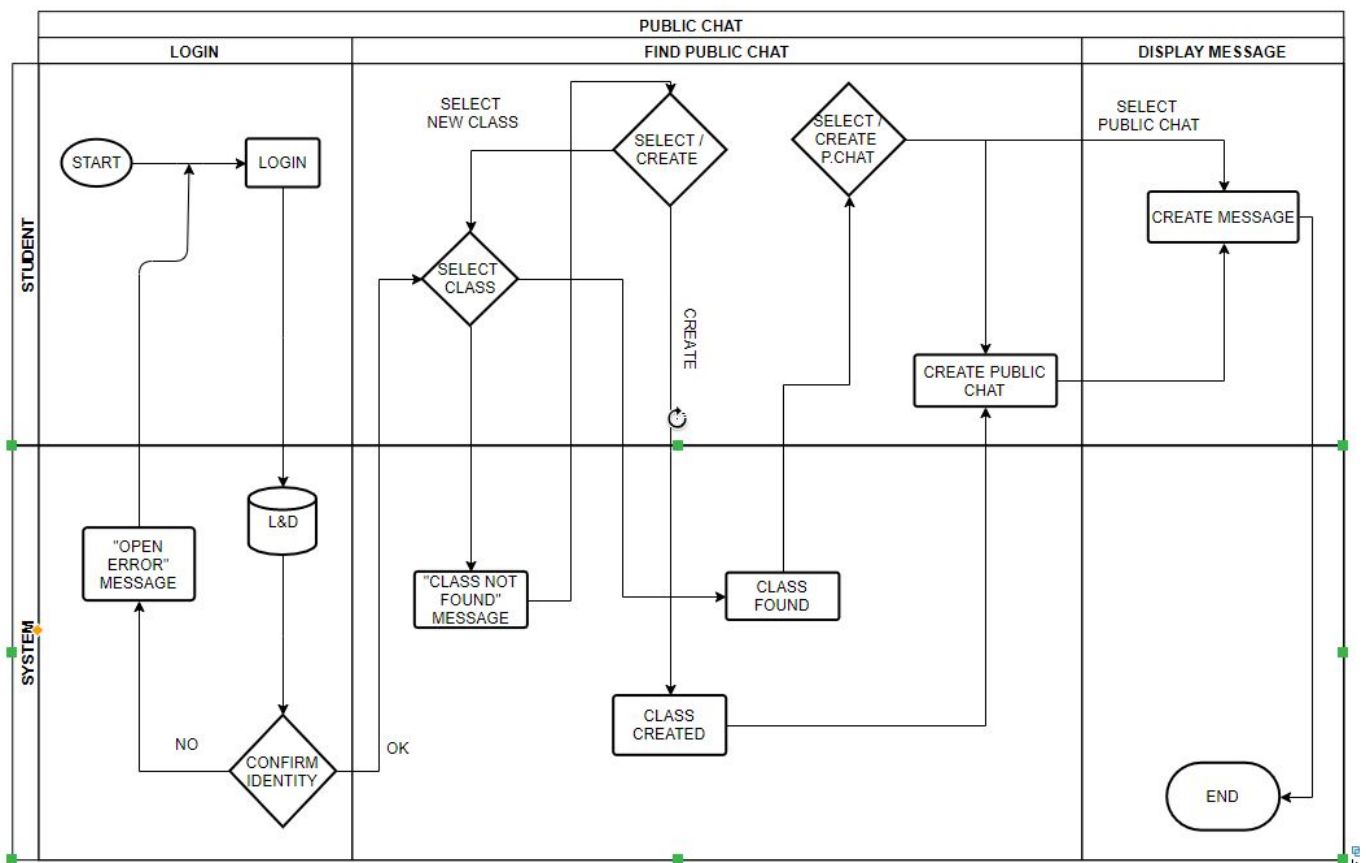 PUBLIC CHAT
LOGIN
FIND PUBLIC CHAT
DISPLAY MESSAGE
STUDENT
START
LOGIN
SELECT
NEW CLASS
SELECT /
CREATE
SELECT /
CREATE
P.CHAT
SELECT
PUBLIC CHAT
CREATE MESSAGE
SELECT
CLASS
CREATE
CREATE PUBLIC
CHAT
SYSTEM
L&D
"OPEN
ERROR"
MESSAGE
"CLASS NOT
FOUND"
MESSAGE
CLASS
FOUND
CLASS
CREATED
NO
CONFIRM
IDENTITY
OK
END